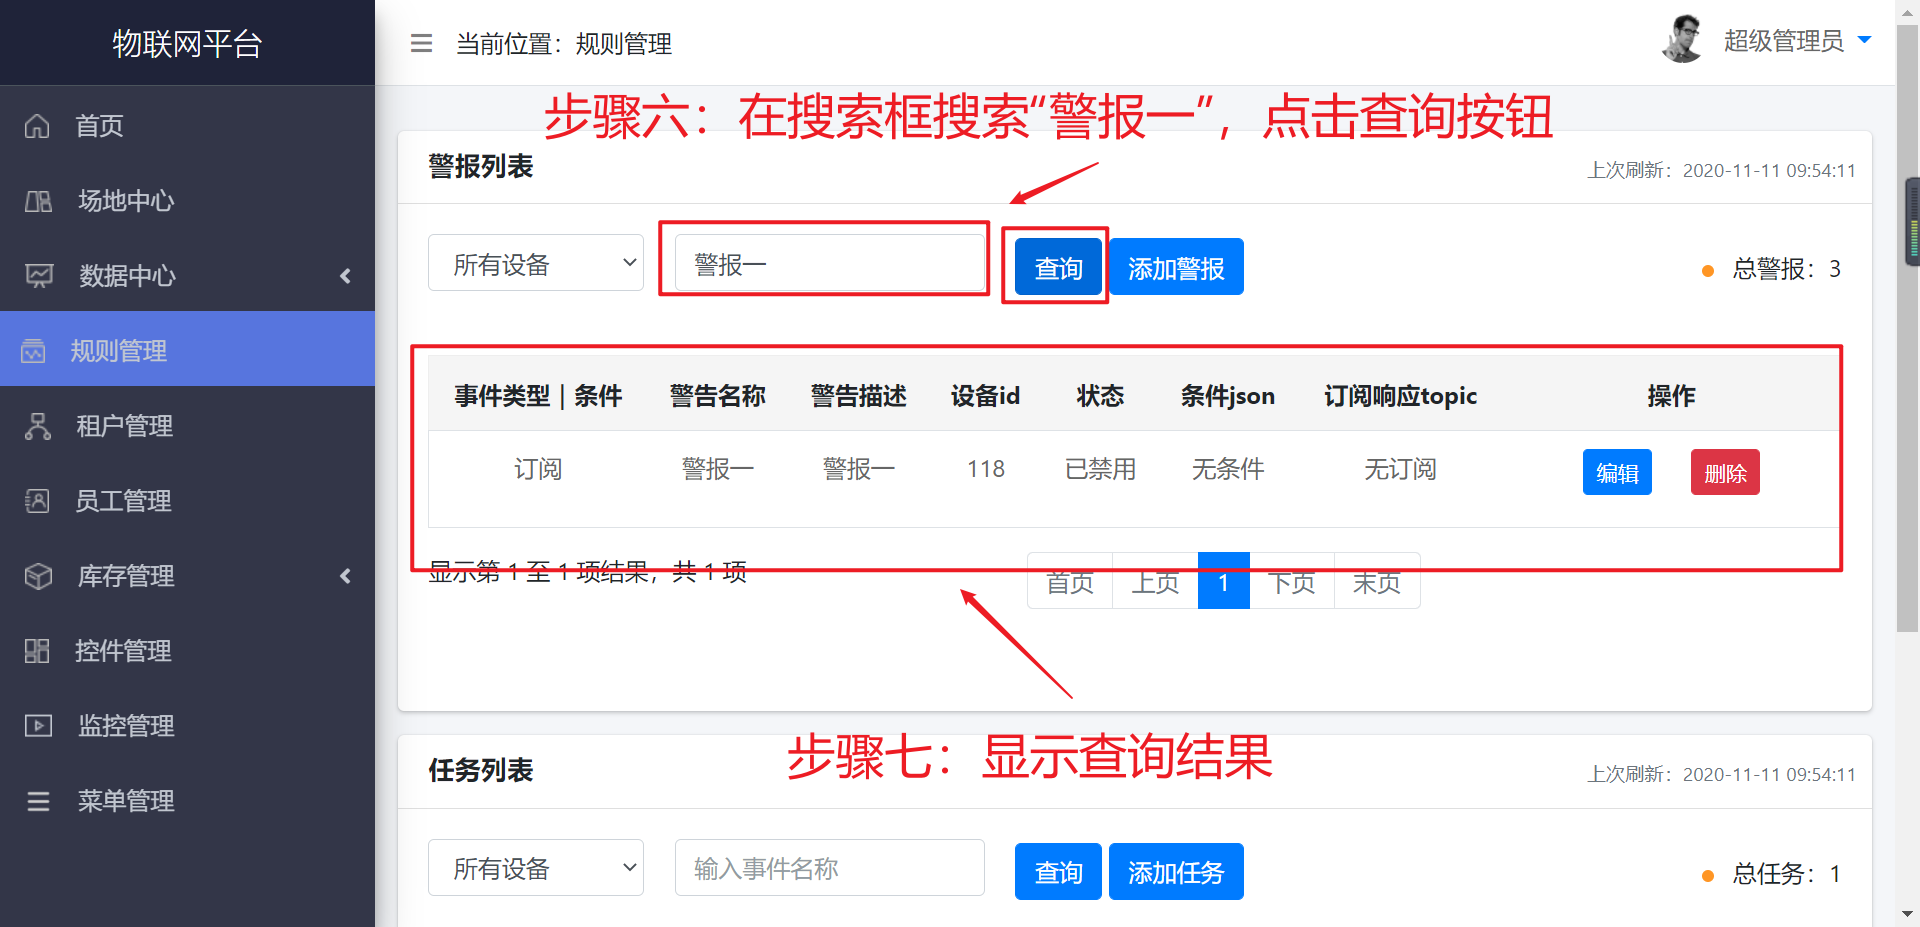 物联网平台
当前位置：规则管理
超级管理员
首页
场地中心
数据中心
规则管理
租户管理
员工管理
库存管理
控件管理
监控管理
菜单管理
步骤六：在搜索框搜索“警报一”，点击查询按钮
警报列表
上次刷新：2020-11-11 09:54:11
所有设备
警报一
查询
添加警报
总警报：3
事件类型 | 条件 警告名称 警告描述 设备id 状态 条件json 订阅响应topic 操作
订阅 警报一 警报一 118 已禁用 无条件 无订阅 编辑 删除
显示第 1 至 1 项结果，共 1 项
首页 上页 1 下页 末页
步骤七：显示查询结果
任务列表
上次刷新：2020-11-11 09:54:11
所有设备
输入事件名称
查询
添加任务
总任务：1